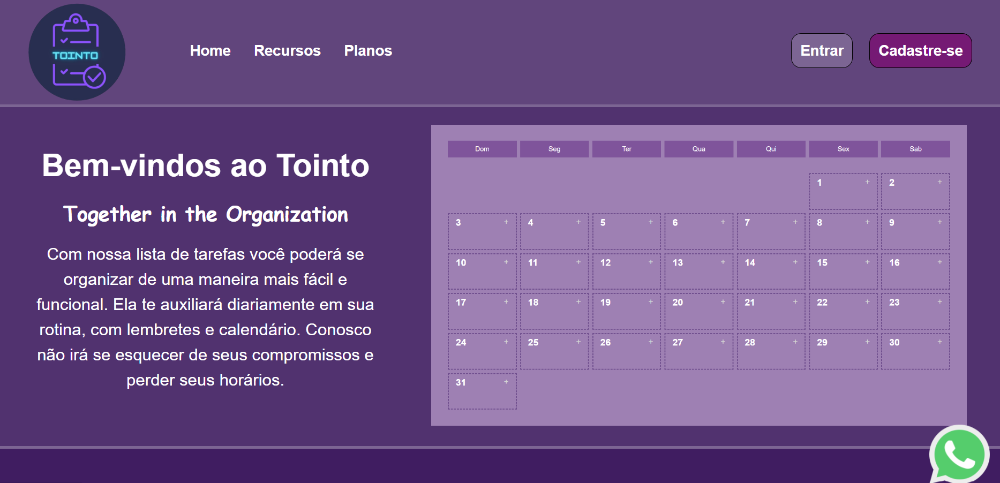 TOINTO
Home Recursos Planos
Entrar Cadastre-se
Bem-vindos ao Tointo
Together in the Organization
Com nossa lista de tarefas você poderá se
organizar de uma maneira mais fácil e
funcional. Ela te auxiliará diariamente em sua
rotina, com lembretes e calendário. Conosco
não irá se esquecer de seus compromissos e
perder seus horários.
Dom Seg Ter Qua Qui Sex Sab
1 + 2 +
3 + 4 + 5 + 6 + 7 + 8 + 9 +
10 + 11 + 12 + 13 + 14 + 15 + 16 +
17 + 18 + 19 + 20 + 21 + 22 + 23 +
24 + 25 + 26 + 27 + 28 + 29 + 30 +
31 +